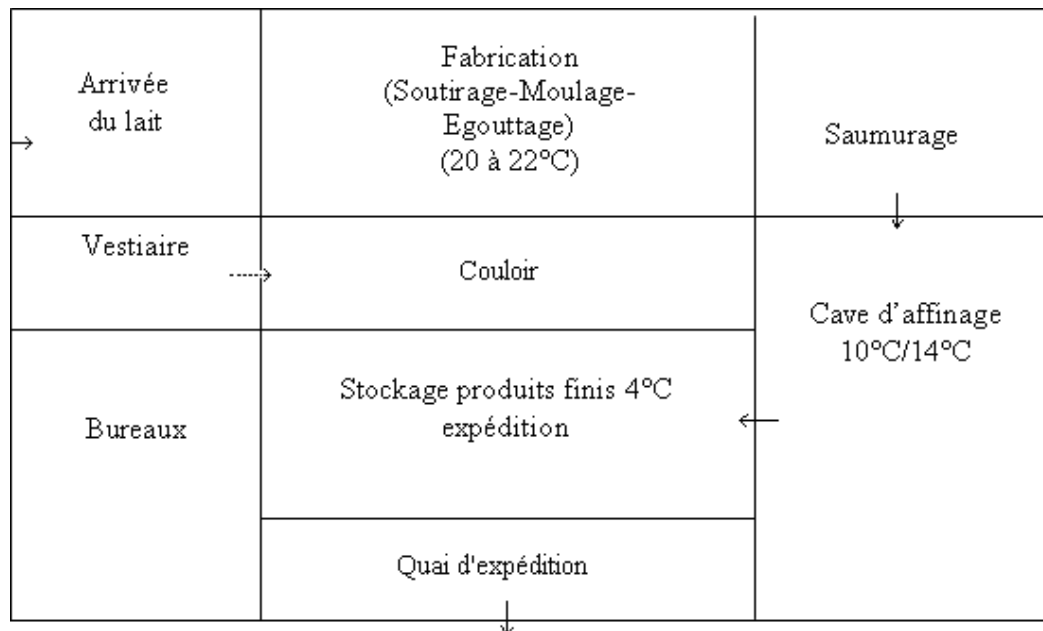 Arrivée
du lait
Fabrication
(Soutirage-Moulage-
Egouttage)
(20 à 22°C)
Saumurage
Vestiaire
Couloir
Cave d'affinage
10°C/14°C
Bureaux
Stockage produits finis 4°C
expédition
Quai d'expédition